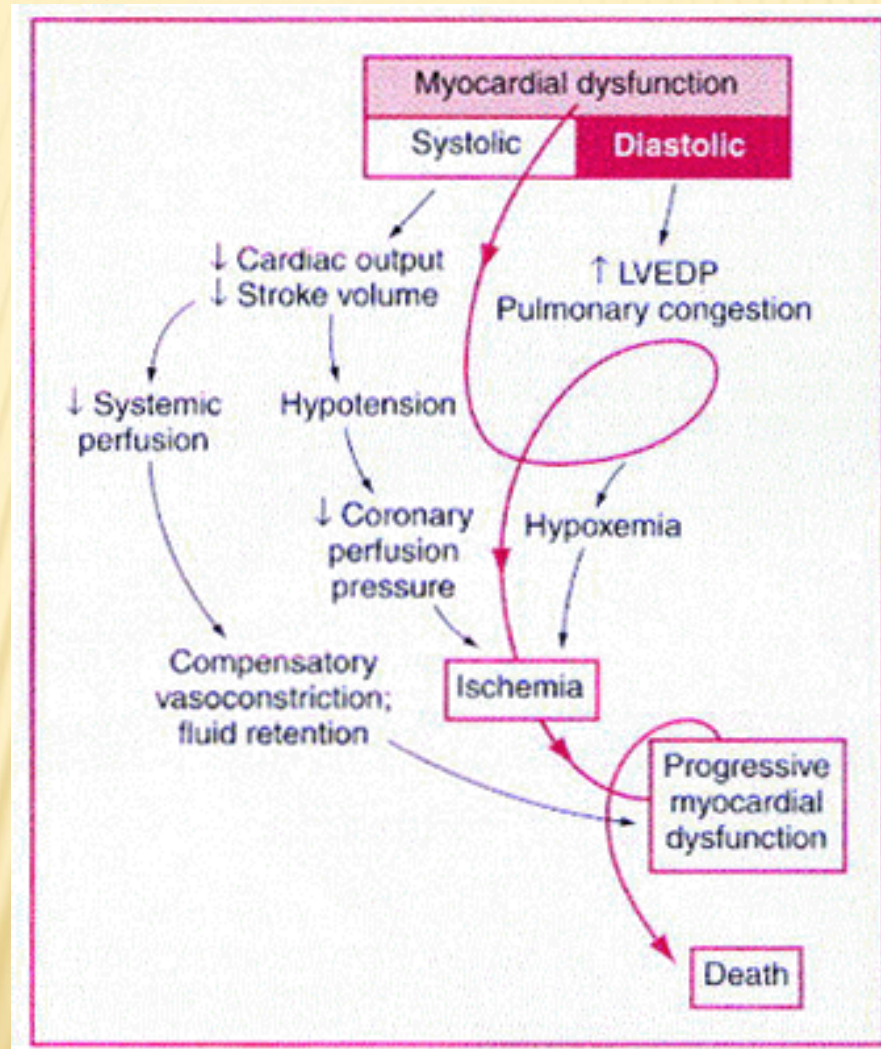 Myocardial dysfunction
Systolic
Diastolic
↓ Cardiac output
↓ Stroke volume
↑ LVEDP
Pulmonary congestion
↓ Systemic
perfusion
Hypotension
↓ Coronary
perfusion
pressure
Hypoxemia
Compensatory
vasoconstriction;
fluid retention
Ischemia
Progressive
myocardial
dysfunction
Death